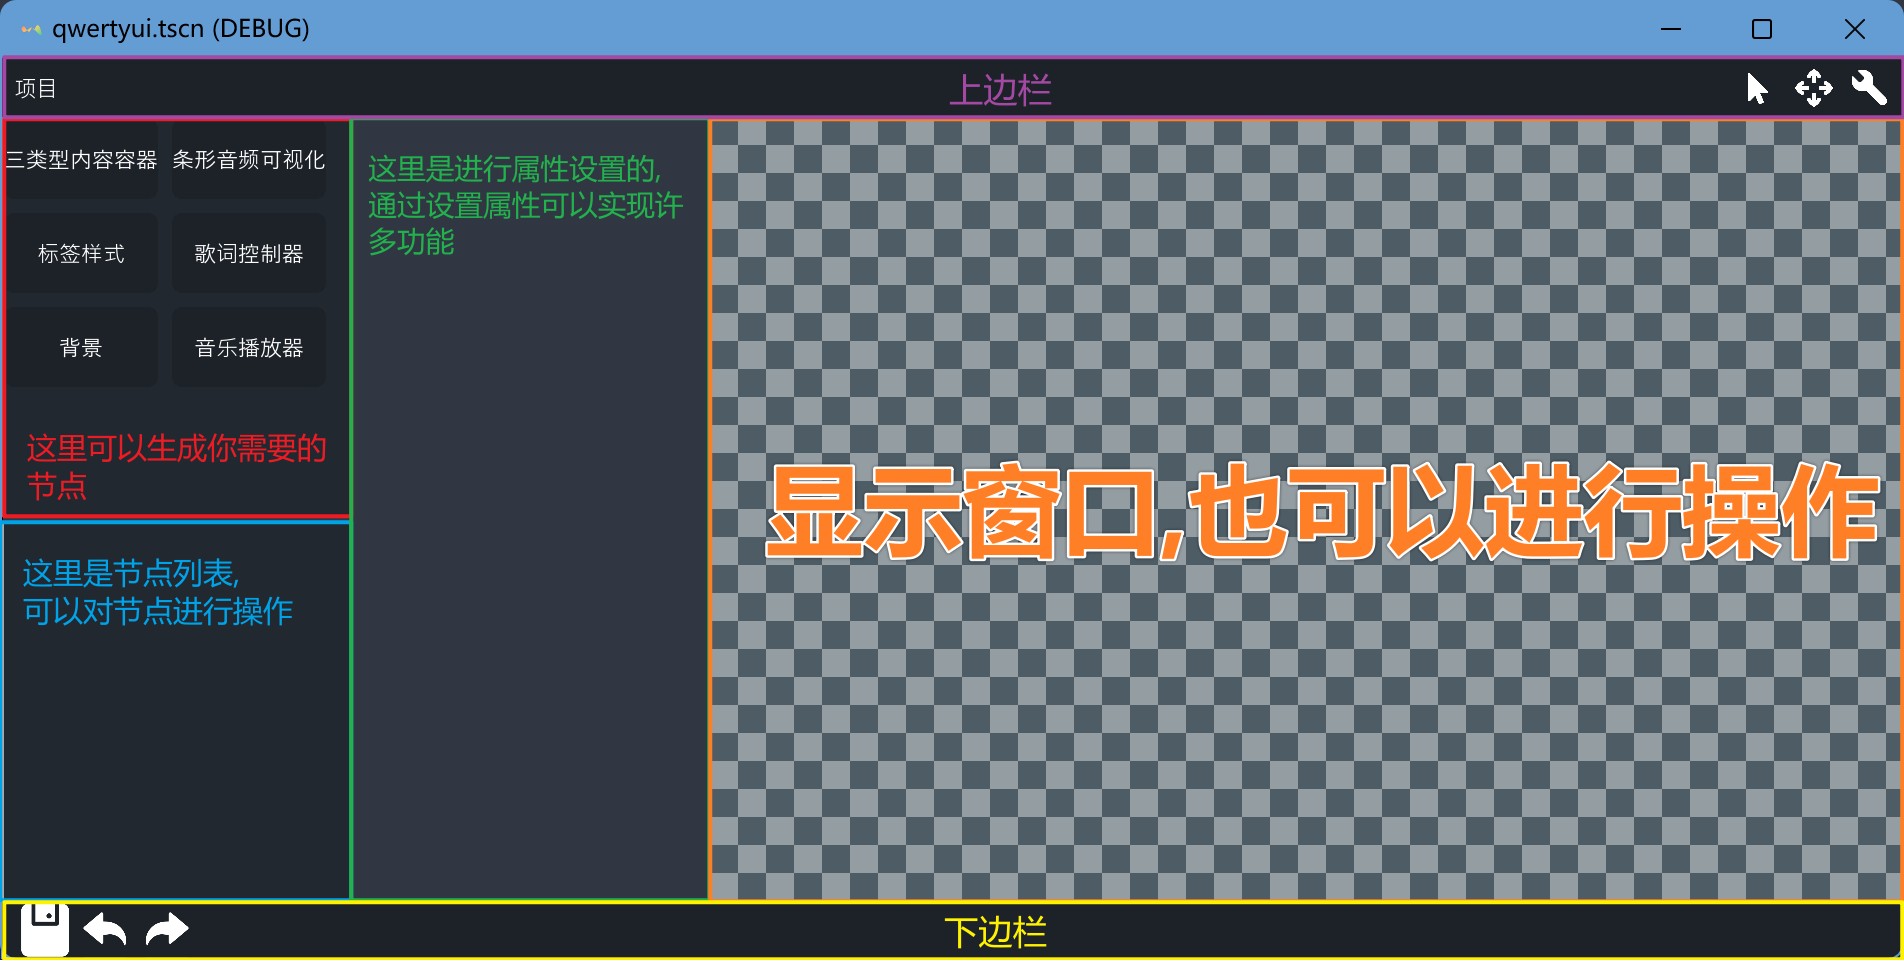 qwertyui.tscn (DEBUG)
项目
上边栏
三类型内容容器
条形音频可视化
标签样式
歌词控制器
背景
音乐播放器
这里可以生成你需要的
节点
这里是节点列表,
可以对节点进行操作
这里是进行属性设置的,
通过设置属性可以实现许
多功能
显示窗口,也可以进行操作
下边栏